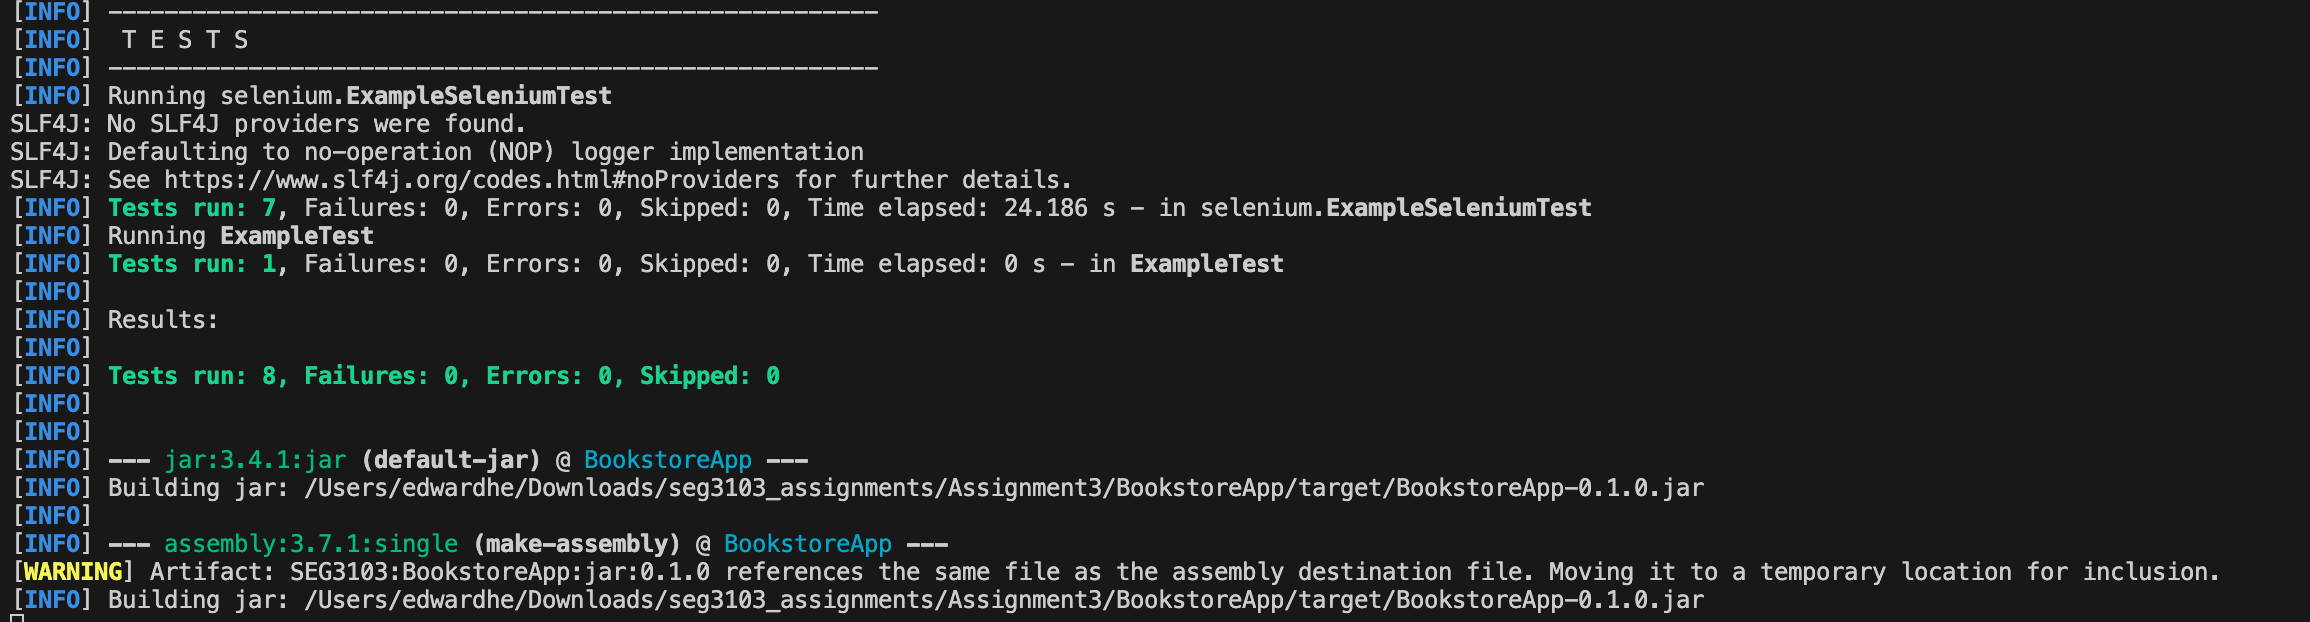 [INFO] -------------------------------------------------------
[INFO]  T E S T S
[INFO] -------------------------------------------------------
[INFO] Running selenium.ExampleSeleniumTest
SLF4J: No SLF4J providers were found.
SLF4J: Defaulting to no-operation (NOP) logger implementation
SLF4J: See https://www.slf4j.org/codes.html#noProviders for further details.
[INFO] Tests run: 7, Failures: 0, Errors: 0, Skipped: 0, Time elapsed: 24.186 s - in selenium.ExampleSeleniumTest
[INFO] Running ExampleTest
[INFO] Tests run: 1, Failures: 0, Errors: 0, Skipped: 0, Time elapsed: 0 s - in ExampleTest
[INFO]
[INFO] Results:
[INFO]
[INFO] Tests run: 8, Failures: 0, Errors: 0, Skipped: 0
[INFO]
[INFO]
[INFO] --- jar:3.4.1:jar (default-jar) @ BookstoreApp ---
[INFO] Building jar: /Users/edwardhe/Downloads/seg3103_assignments/Assignment3/BookstoreApp/target/BookstoreApp-0.1.0.jar
[INFO]
[INFO] --- assembly:3.7.1:single (make-assembly) @ BookstoreApp ---
[WARNING] Artifact: SEG3103:BookstoreApp:jar:0.1.0 references the same file as the assembly destination file. Moving it to a temporary location for inclusion.
[INFO] Building jar: /Users/edwardhe/Downloads/seg3103_assignments/Assignment3/BookstoreApp/target/BookstoreApp-0.1.0.jar